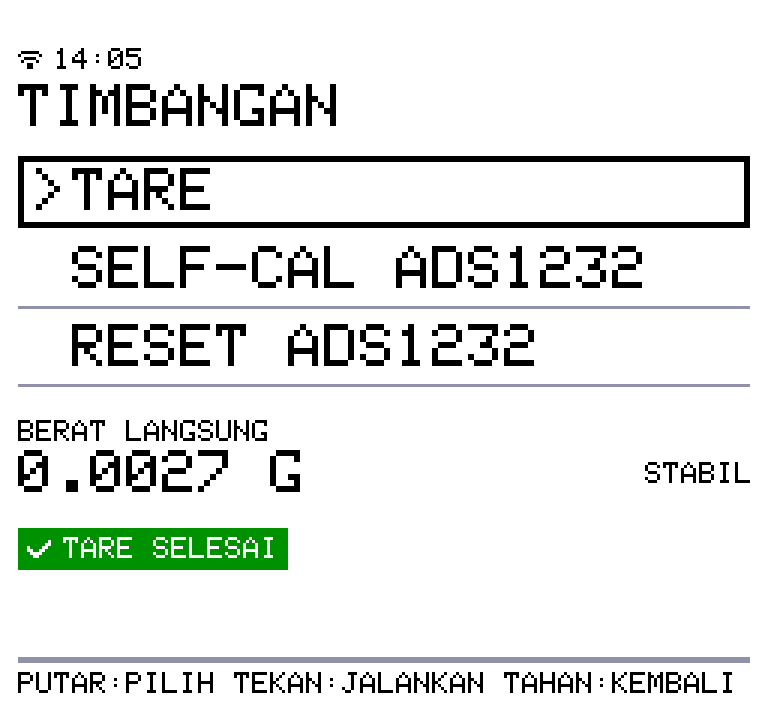 14:05
TIMBANGAN
>TARE
SELF-CAL ADS1232
RESET ADS1232
BERAT LANGSUNG
0.0027 G
STABIL
✓ TARE SELESAI
PUTAR:PILIH TEKAN:JALANKAN TAHAN:KEMBALI